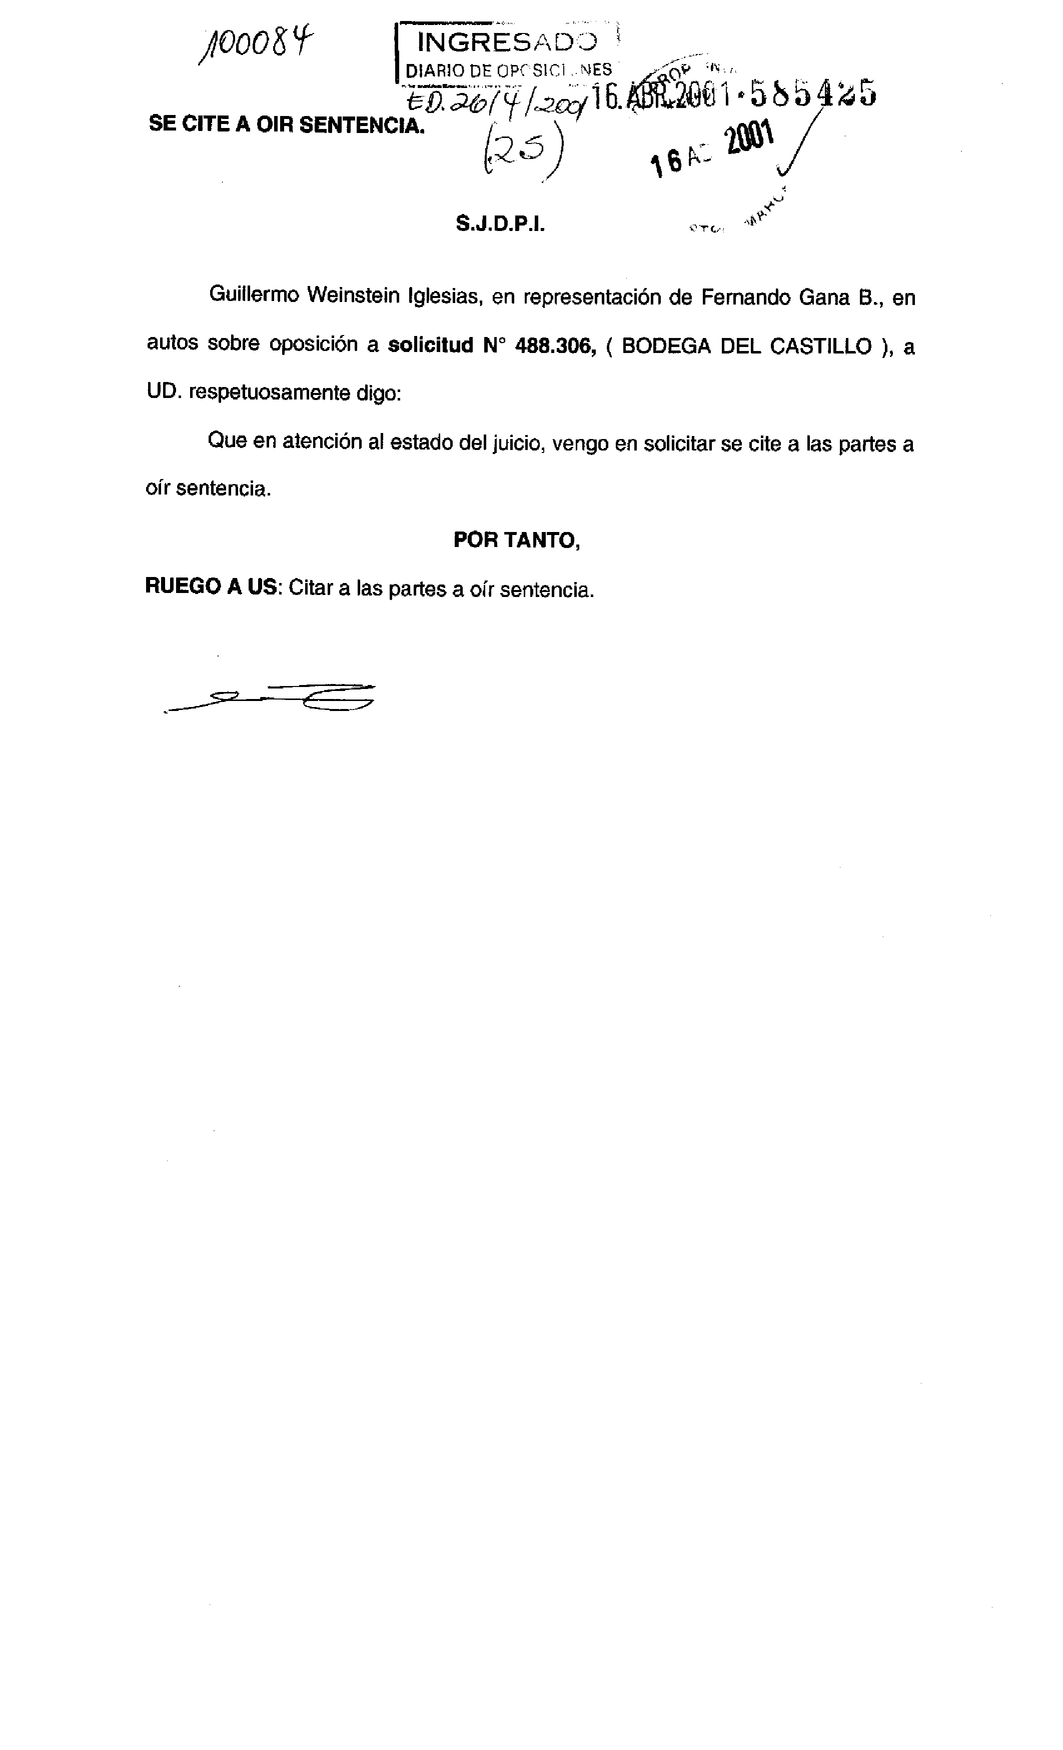 100084
INGRESADO
DIARIO DE OPOSICIONES
ED. 26/4/2001 16.ABR.2001·585425
SE CITE A OIR SENTENCIA.
(25)
16 2001
S.J.D.P.I.
Guillermo Weinstein Iglesias, en representación de Fernando Gana B., en
autos sobre oposición a solicitud N° 488.306, ( BODEGA DEL CASTILLO ), a
UD. respetuosamente digo:
Que en atención al estado del juicio, vengo en solicitar se cite a las partes a
oír sentencia.
POR TANTO,
RUEGO A US: Citar a las partes a oír sentencia.